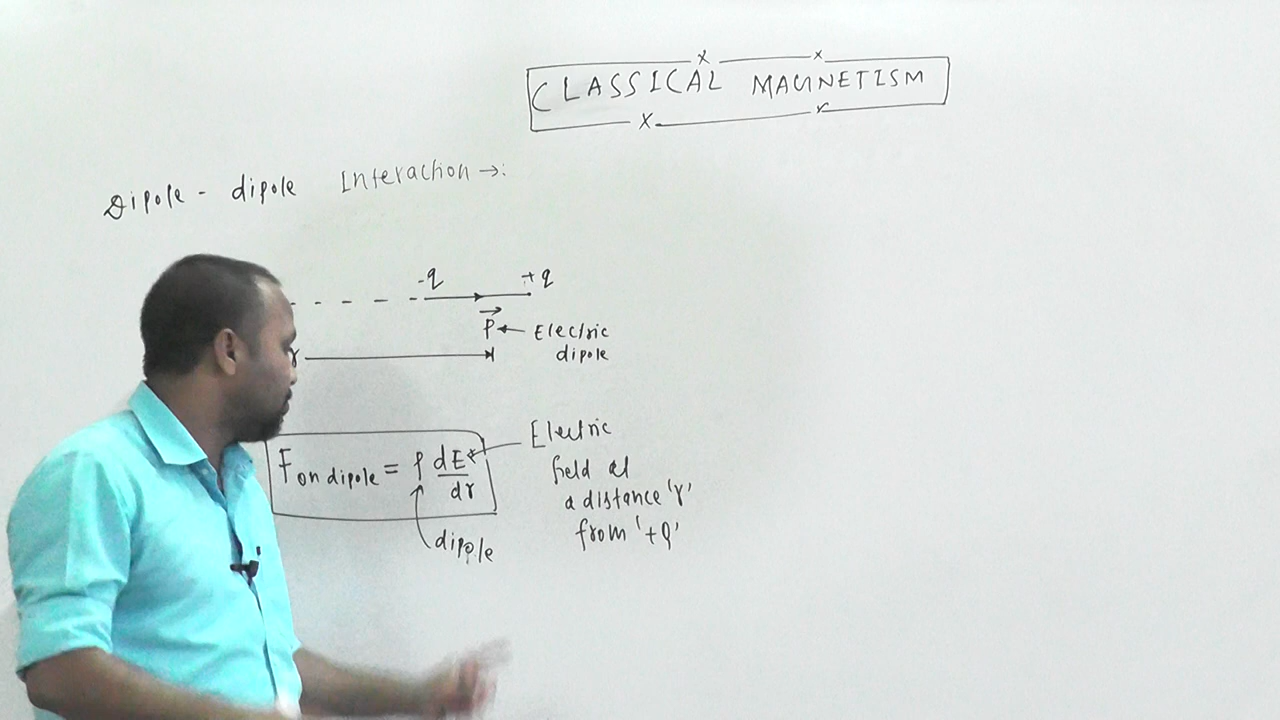 CLASSICAL MAGNETISM
Dipole - dipole Interaction →:
-q +q
P⃗ ← Electric
dipole
r
F on dipole = P dE/dr
Electric
field at
a distance 'r'
from '+Q'
dipole